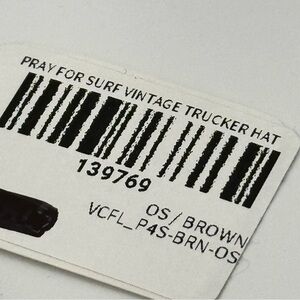 PRAY FOR SURF VINTAGE TRUCKER HAT
139769
OS / BROWN
VCFL_P4S-BRN-OS